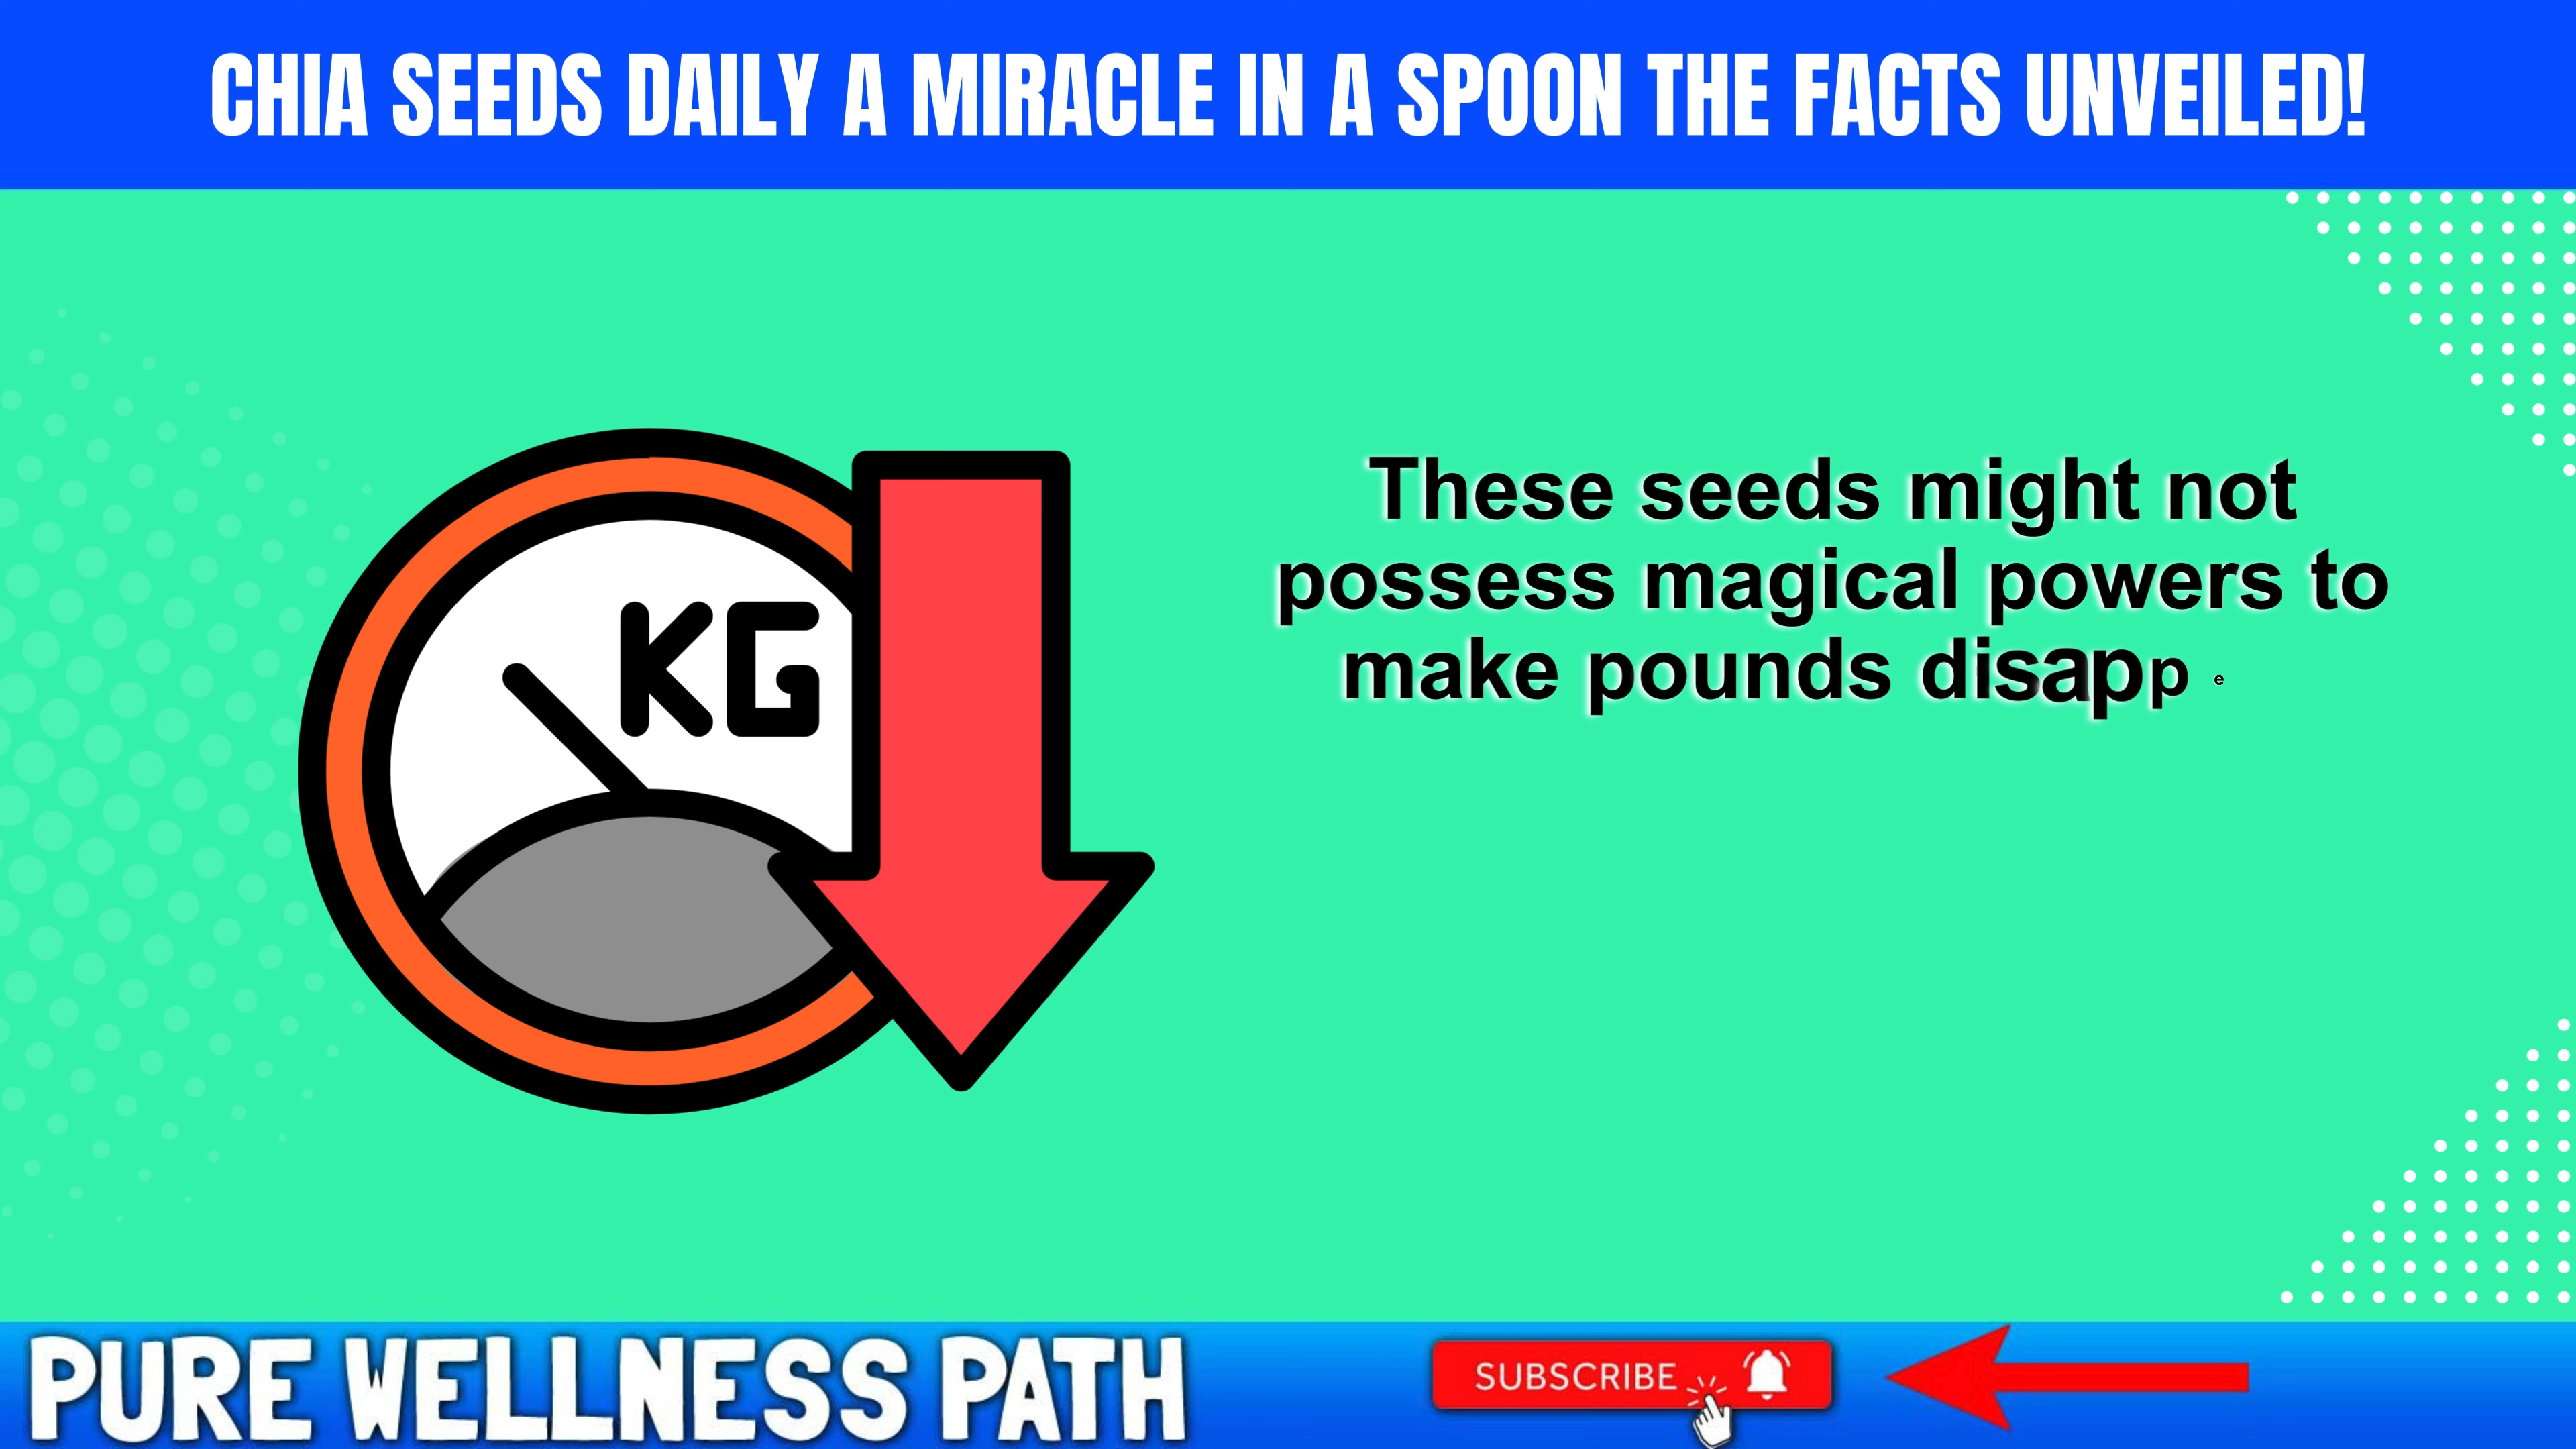 CHIA SEEDS DAILY A MIRACLE IN A SPOON THE FACTS UNVEILED!
KG
These seeds might not
possess magical powers to
make pounds disappe
PURE WELLNESS PATH
SUBSCRIBE